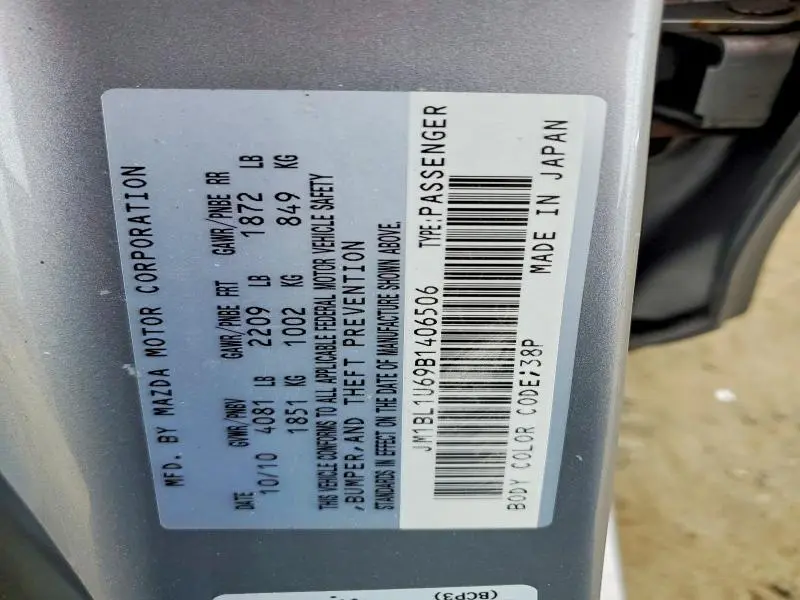 MFD. BY MAZDA MOTOR CORPORATION
DATE GVWR/PNBV GAWR/PNBE FRT GAWR/PNBE RR
10/10 4081 LB 2209 LB 1872 LB
1851 KG 1002 KG 849 KG
THIS VEHICLE CONFORMS TO ALL APPLICABLE FEDERAL MOTOR VEHICLE SAFETY
,BUMPER,AND THEFT PREVENTION
STANDARDS IN EFFECT ON THE DATE OF MANUFACTURE SHOWN ABOVE.
JM1BL1U69B1406506 TYPE:PASSENGER
BODY COLOR CODE;38P MADE IN JAPAN
(BCP3)